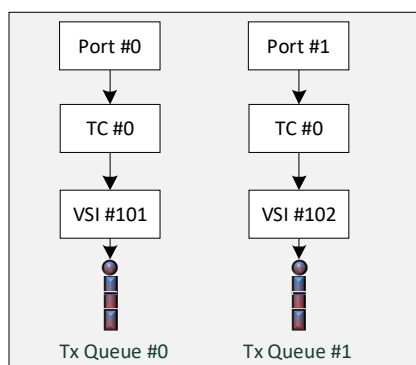 Port #0 Port #1
TC #0 TC #0
VSI #101 VSI #102
Tx Queue #0 Tx Queue #1